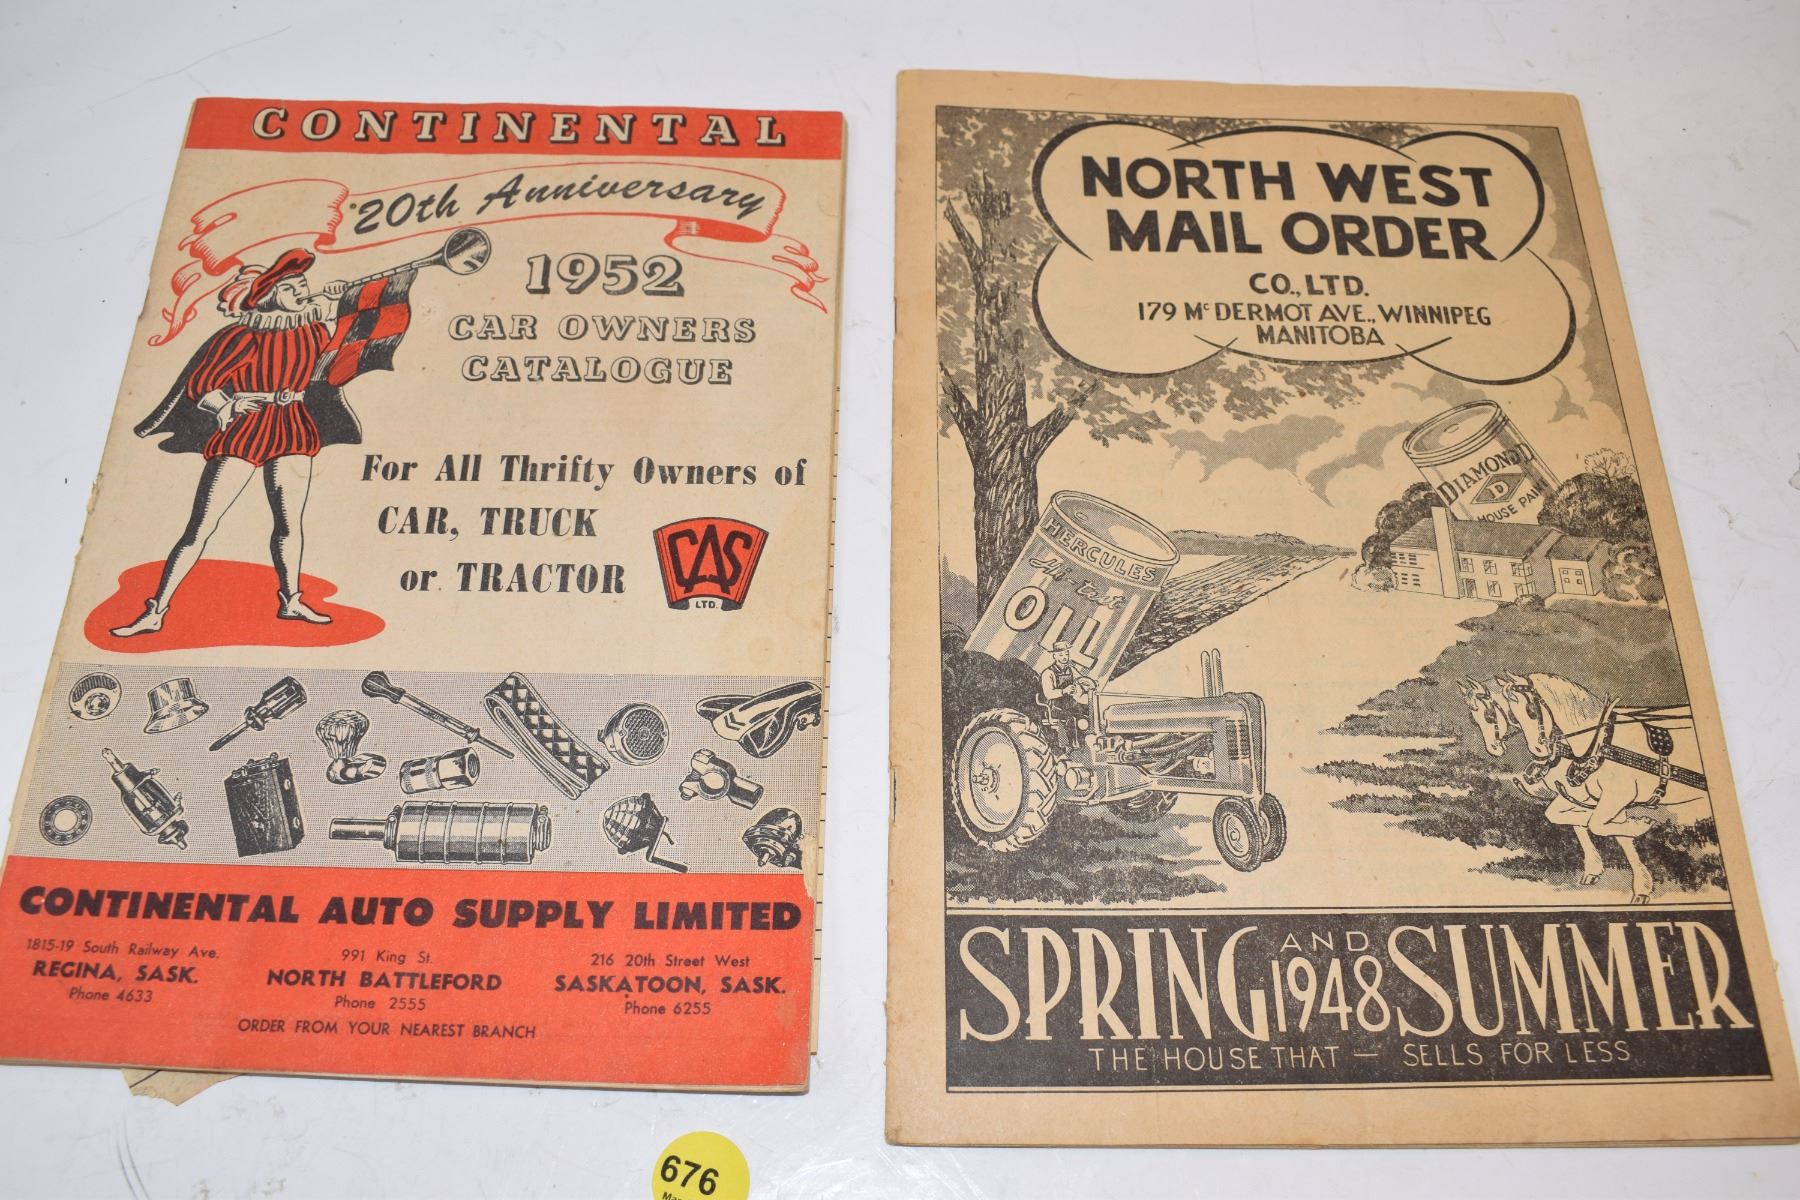 CONTINENTAL
20th Anniversary
1952
CAR OWNERS
CATALOGUE
For All Thrifty Owners of
CAR, TRUCK
or TRACTOR
CAS
LTD.
CONTINENTAL AUTO SUPPLY LIMITED
1815-19 South Railway Ave.
REGINA, SASK.
Phone 4633
991 King St.
NORTH BATTLEFORD
Phone 2555
216 20th Street West
SASKATOON, SASK.
Phone 6255
ORDER FROM YOUR NEAREST BRANCH
NORTH WEST
MAIL ORDER
CO., LTD.
179 Mc DERMOT AVE., WINNIPEG
MANITOBA
DIAMOND D
D
HOUSE PAINT
HERCULES
Hi-test
OIL
SPRING AND SUMMER
1948
THE HOUSE THAT — SELLS FOR LESS
676